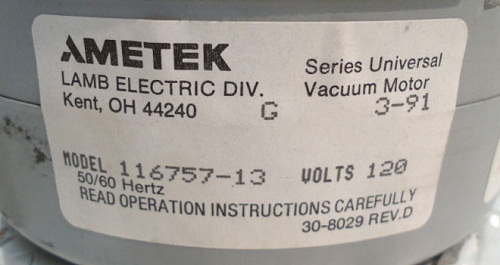 AMETEK
LAMB ELECTRIC DIV.
Kent, OH 44240 G
Series Universal
Vacuum Motor
3-91
MODEL 116757-13 VOLTS 120
50/60 Hertz
READ OPERATION INSTRUCTIONS CAREFULLY
30-8029 REV.D